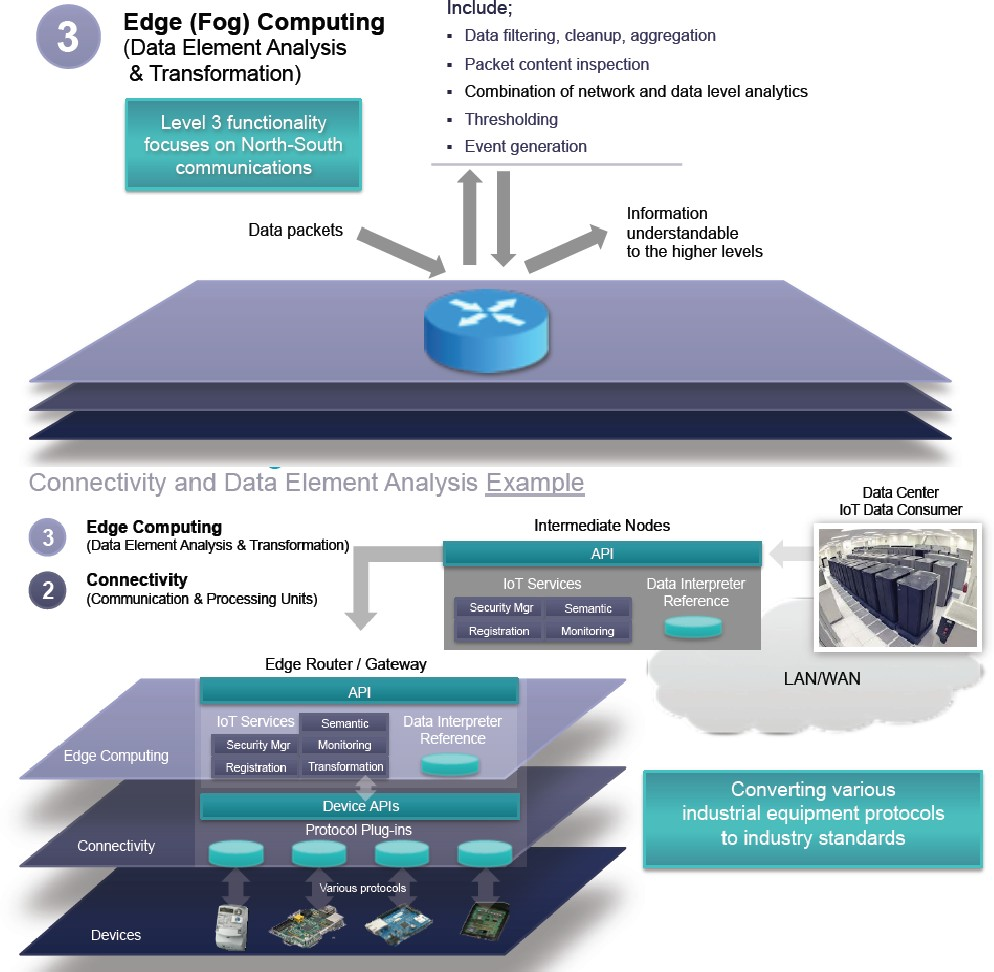 3
Edge (Fog) Computing
(Data Element Analysis
& Transformation)
Level 3 functionality
focuses on North-South
communications
Include;
▪ Data filtering, cleanup, aggregation
▪ Packet content inspection
▪ Combination of network and data level analytics
▪ Thresholding
▪ Event generation
Data packets
Information
understandable
to the higher levels
Connectivity and Data Element Analysis Example
3
Edge Computing
(Data Element Analysis & Transformation)
2
Connectivity
(Communication & Processing Units)
Intermediate Nodes
API
IoT Services
Security Mgr
Semantic
Registration
Monitoring
Data Interpreter
Reference
Data Center
IoT Data Consumer
LAN/WAN
Edge Router / Gateway
API
IoT Services
Semantic
Security Mgr
Monitoring
Registration
Transformation
Data Interpreter
Reference
Edge Computing
Device APIs
Protocol Plug-ins
Connectivity
Various protocols
Devices
Converting various
industrial equipment protocols
to industry standards